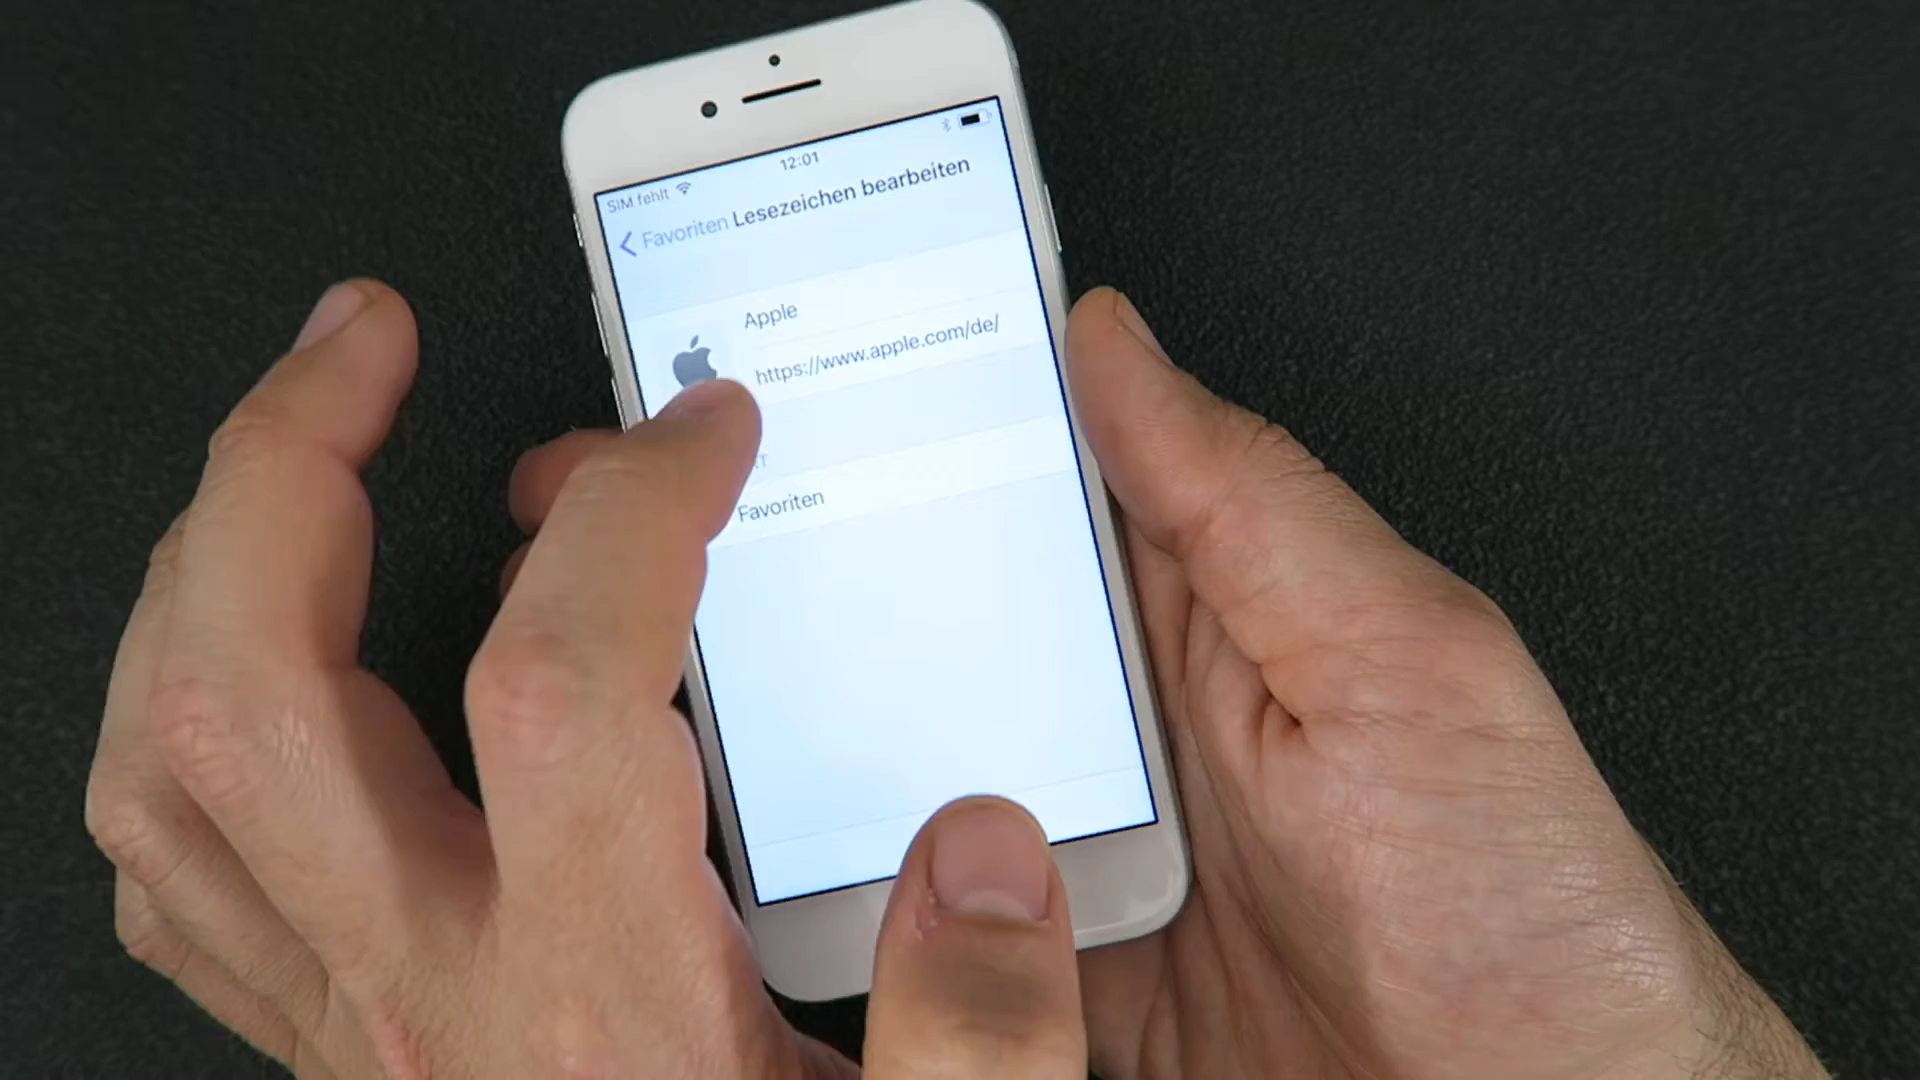 12:01
SIM fehlt
Favoriten Lesezeichen bearbeiten
Apple
https://www.apple.com/de/
Favoriten